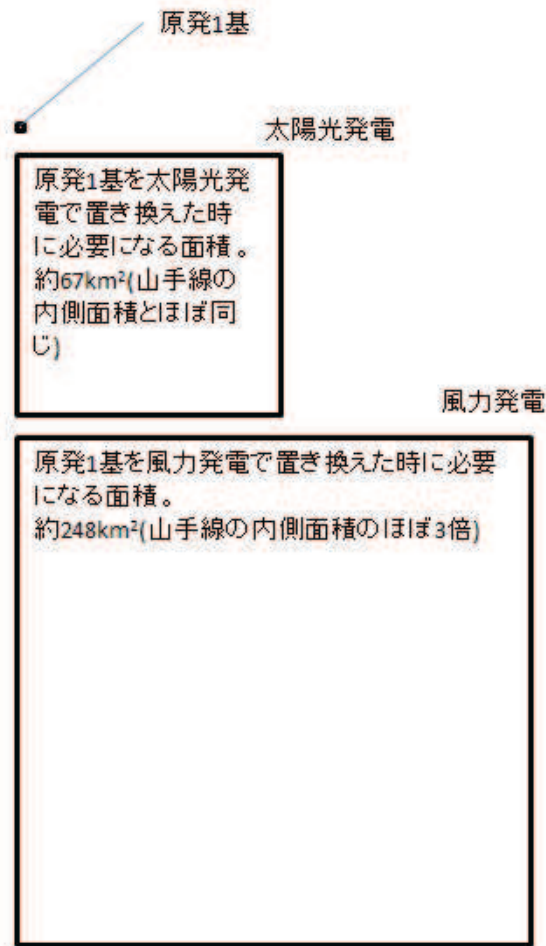 原発1基
太陽光発電
原発1基を太陽光発
電で置き換えた時
に必要になる面積。
約67km²(山手線の
内側面積とほぼ同
じ)
風力発電
原発1基を風力発電で置き換えた時に必要
になる面積。
約248km²(山手線の内側面積のほぼ3倍)